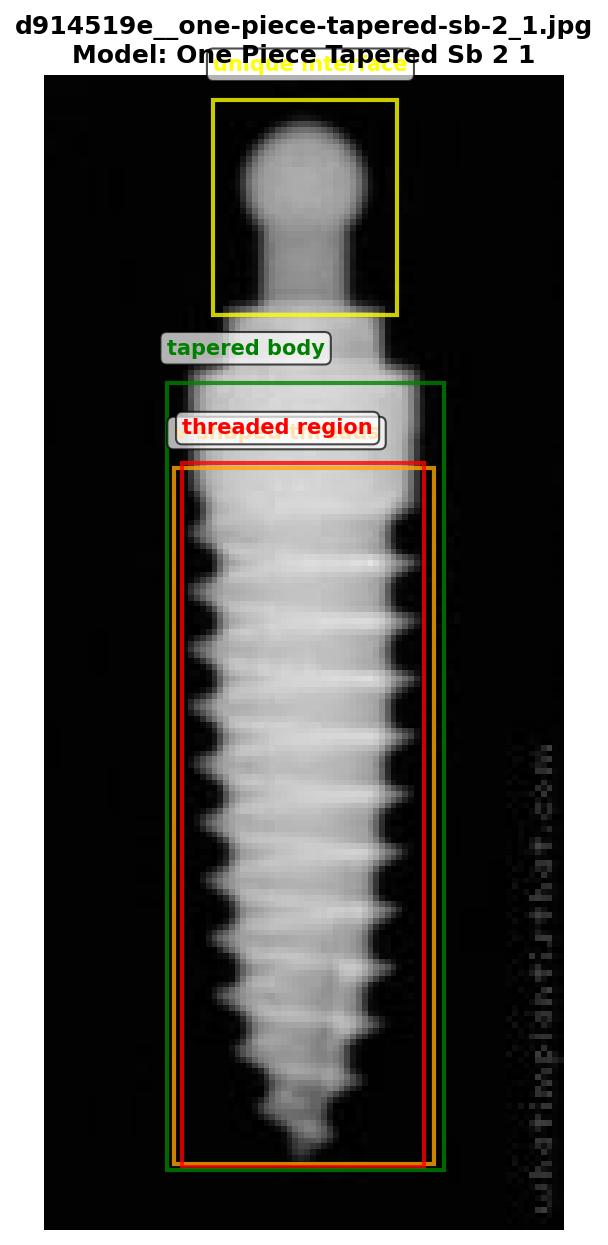 d914519e__one-piece-tapered-sb-2_1.jpg
Model: One Piece Tapered Sb 2 1
unique interface
tapered body
threaded region
whatimplantisthat.com